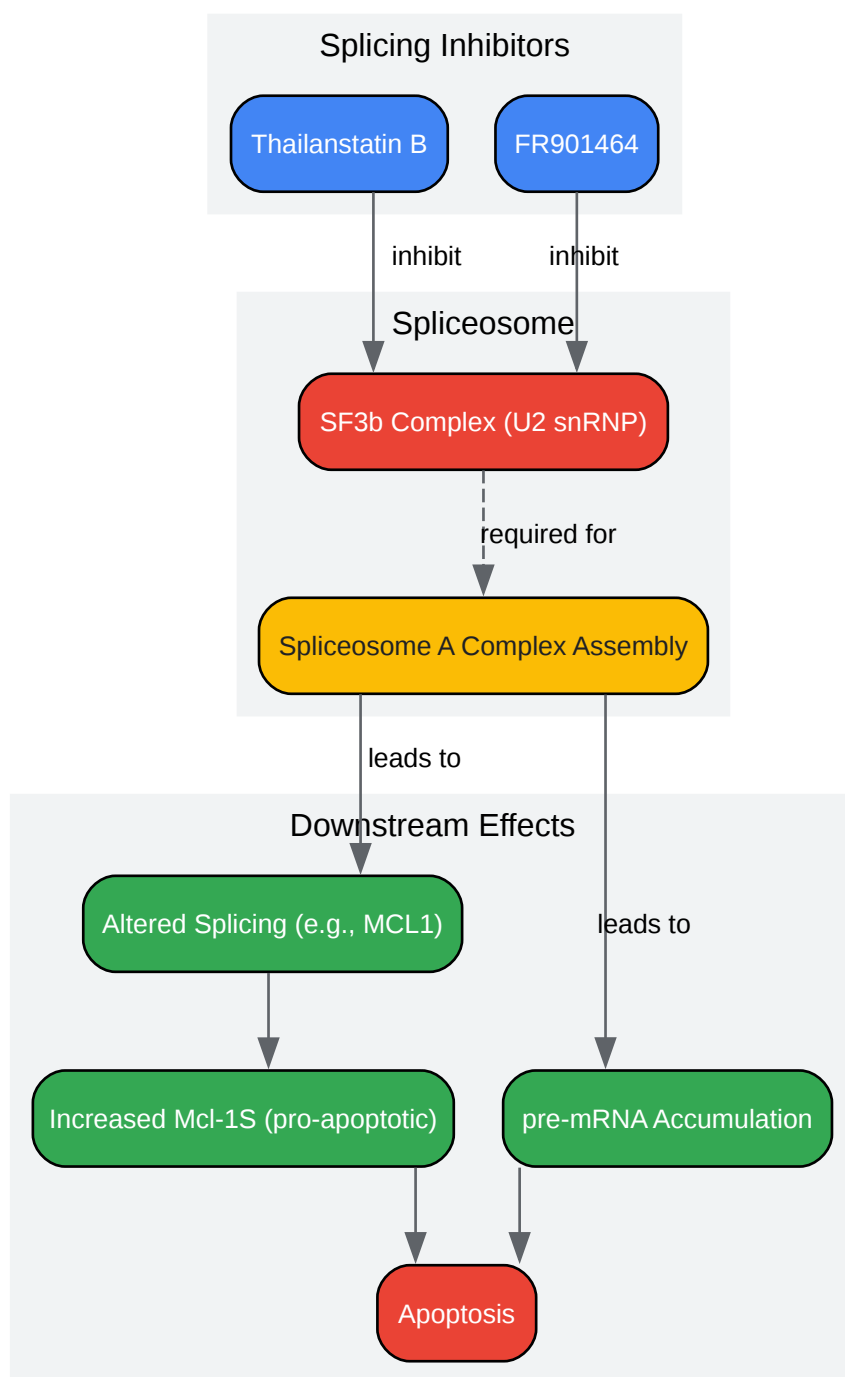 Splicing Inhibitors
Thailanstatin B
FR901464
inhibit
inhibit
Spliceosome
SF3b Complex (U2 snRNP)
required for
Spliceosome A Complex Assembly
leads to
Downstream Effects
Altered Splicing (e.g., MCL1)
leads to
Increased Mcl-1S (pro-apoptotic)
pre-mRNA Accumulation
Apoptosis